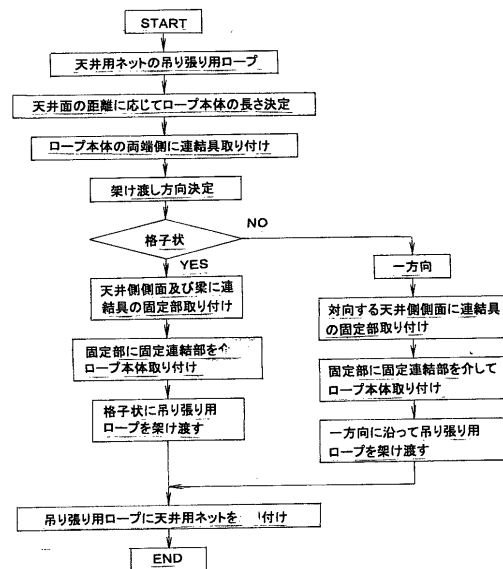 START
天井用ネットの吊り張り用ロープ
天井面の距離に応じてロープ本体の長さ決定
ロープ本体の両端側に連結具取り付け
架け渡し方向決定
格子状
NO
YES
一方向
天井側側面及び梁に連
結具の固定部取り付け
固定部に固定連結部を介
ロープ本体取り付け
格子状に吊り張り用
ロープを架け渡す
対向する天井側側面に連結具
の固定部取り付け
固定部に固定連結部を介して
ロープ本体取り付け
一方向に沿って吊り張り用
ロープを架け渡す
吊り張り用ロープに天井用ネットを 付け
END